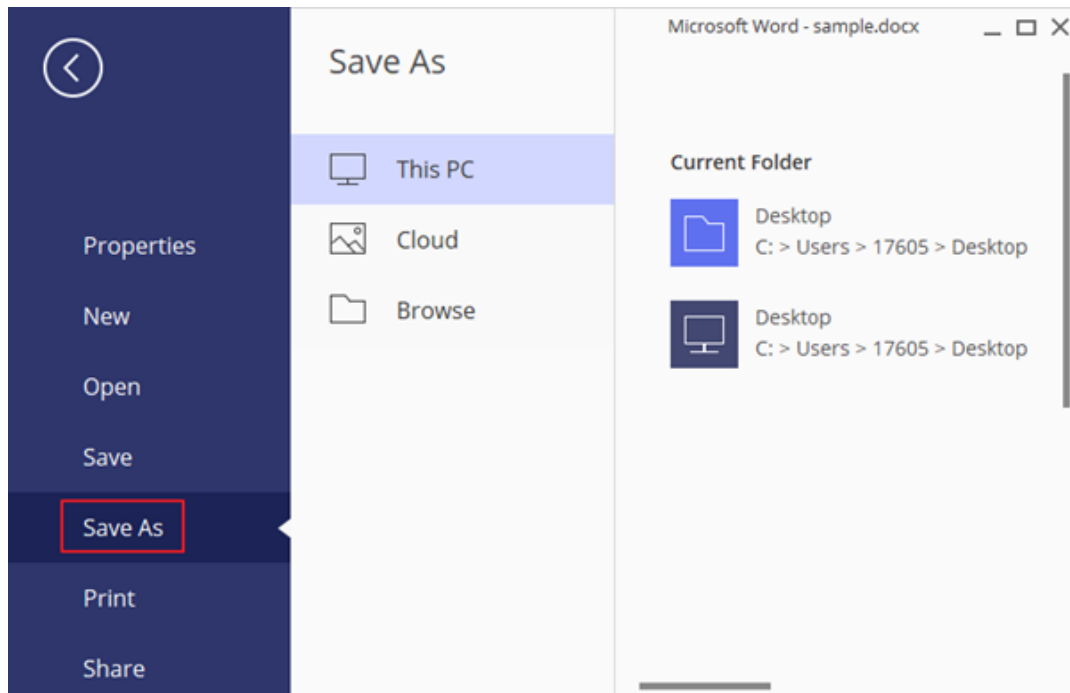 Microsoft Word - sample.docx
Save As
This PC
Cloud
Browse
Properties
New
Open
Save
Save As
Print
Share
Current Folder
Desktop
C: > Users > 17605 > Desktop
Desktop
C: > Users > 17605 > Desktop